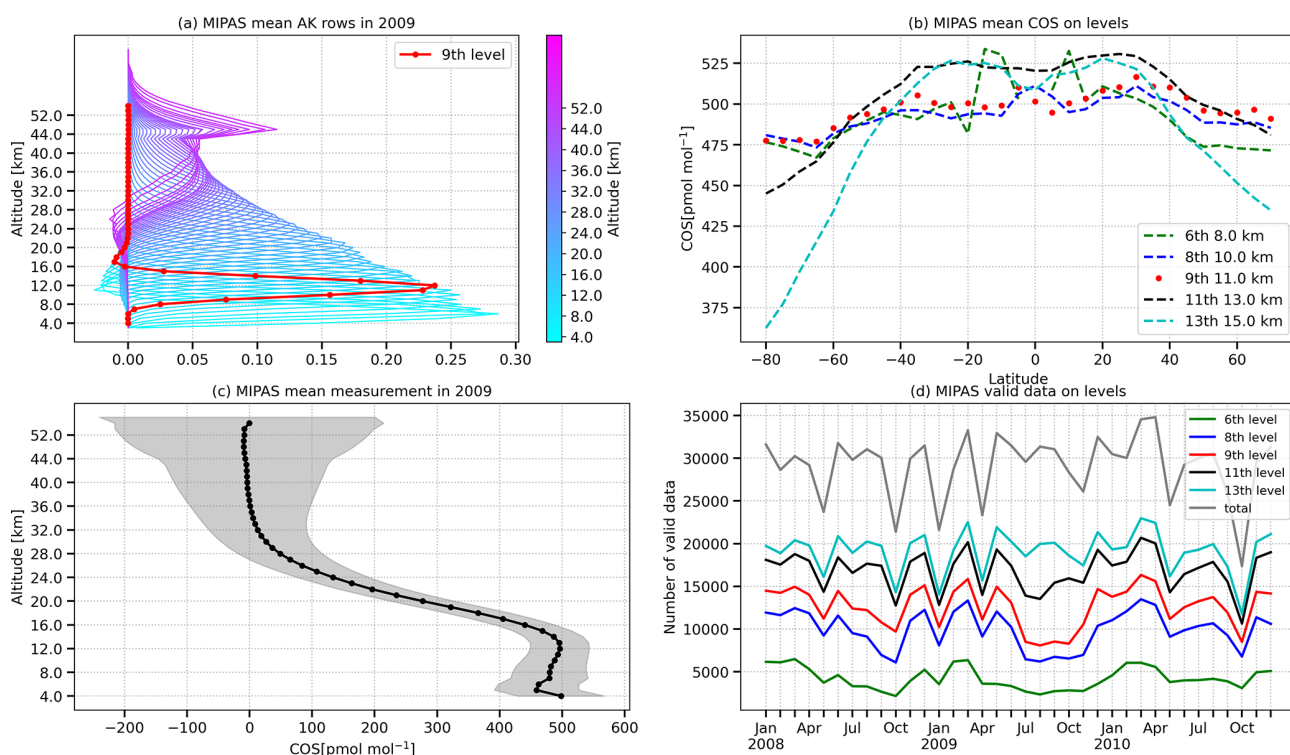 (a) MIPAS mean AK rows in 2009
9th level
Altitude [km]
52.0
44.0
40.0
36.0
32.0
28.0
24.0
20.0
16.0
12.0
8.0
4.0
0.00 0.05 0.10 0.15 0.20 0.25 0.30
52.0
44.0
40.0
36.0
32.0
28.0
24.0
20.0
16.0
12.0
8.0
4.0
Altitude [km]
(b) MIPAS mean COS on levels
COS[pmol mol⁻¹]
525
500
475
450
425
400
375
6th 8.0 km
8th 10.0 km
9th 11.0 km
11th 13.0 km
13th 15.0 km
−80 −60 −40 −20 0 20 40 60
Latitude
(c) MIPAS mean measurement in 2009
Altitude [km]
52.0
44.0
40.0
36.0
32.0
28.0
24.0
20.0
16.0
12.0
8.0
4.0
−200 −100 0 100 200 300 400 500 600
COS[pmol mol⁻¹]
(d) MIPAS valid data on levels
Number of valid data
35000
30000
25000
20000
15000
10000
5000
6th level
8th level
9th level
11th level
13th level
total
Jan Apr Jul Oct Jan Apr Jul Oct Jan Apr Jul Oct
2008 2009 2010